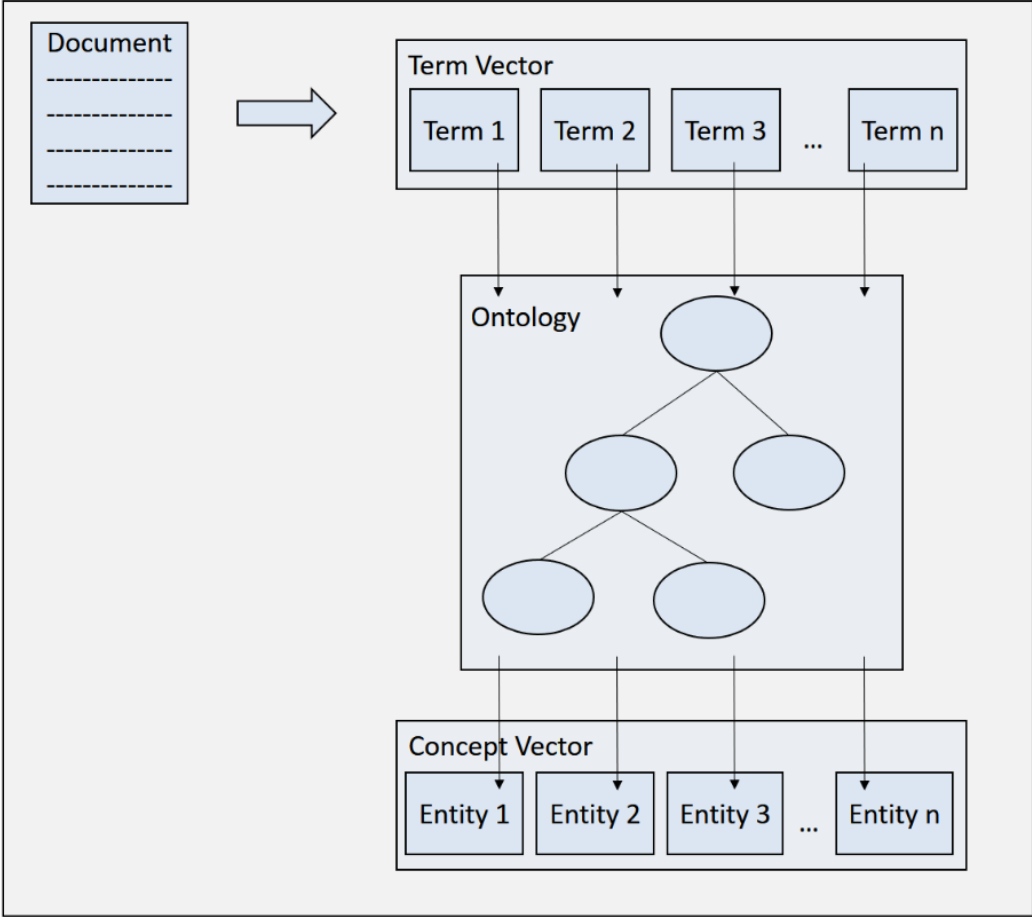 Document
--------------
--------------
--------------
--------------
Term Vector
Term 1 Term 2 Term 3 ... Term n
Ontology
Concept Vector
Entity 1 Entity 2 Entity 3 ... Entity n